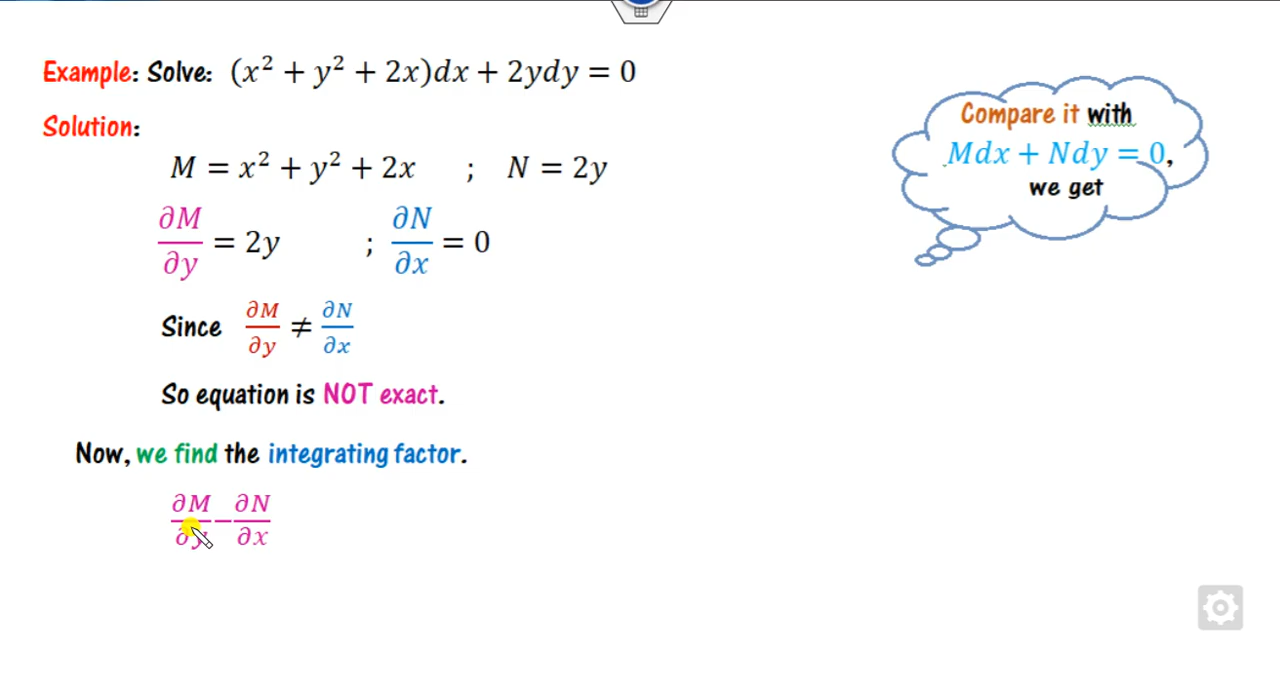 Example: Solve: (x² + y² + 2x)dx + 2ydy = 0
Solution:
Compare it with
Mdx + Ndy = 0,
we get
M = x² + y² + 2x ; N = 2y
∂M/∂y = 2y ; ∂N/∂x = 0
Since ∂M/∂y ≠ ∂N/∂x
So equation is NOT exact.
Now, we find the integrating factor.
∂M/∂y − ∂N/∂x